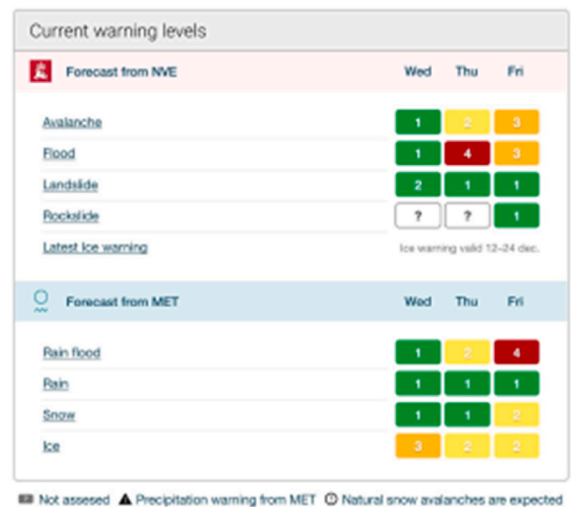 Current warning levels
Forecast from NVE Wed Thu Fri
Avalanche 1 2 3
Flood 1 4 3
Landslide 2 1 1
Rockslide ? ? 1
Latest Ice warning Ice warning valid 12-24 dec.
Forecast from MET Wed Thu Fri
Rain flood 1 2 4
Rain 1 1 1
Snow 1 1 2
Ice 3 2 2
Not assesed Precipitation warning from MET Natural snow avalanches are expected